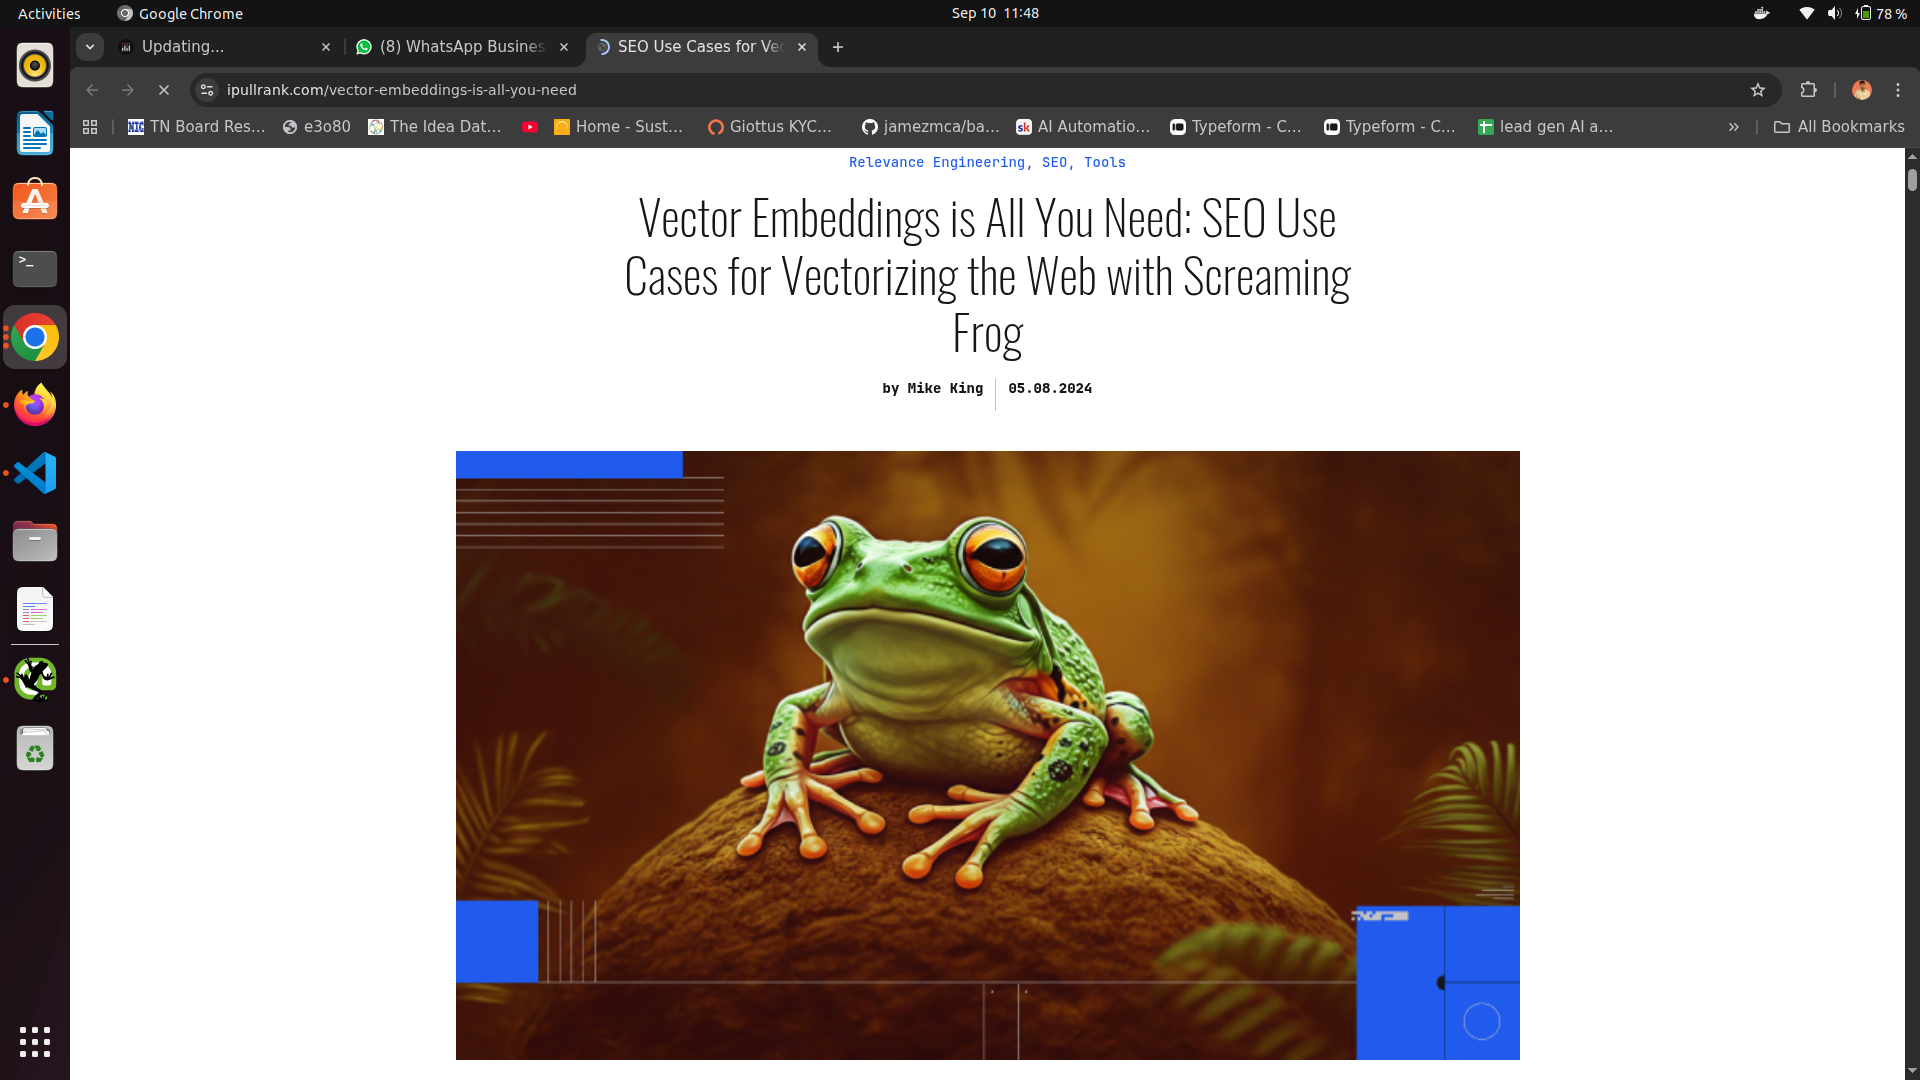 Activities
Google Chrome
Sep 10 11:48
78 %
Updating...
(8) WhatsApp Busines
SEO Use Cases for Vec
ipullrank.com/vector-embeddings-is-all-you-need
TN Board Res...
e3o80
The Idea Dat...
Home - Sust...
Giottus KYC...
jamezmca/ba...
sk
AI Automatio...
Typeform - C...
Typeform - C...
lead gen AI a...
All Bookmarks
Relevance Engineering, SEO, Tools
Vector Embeddings is All You Need: SEO Use
Cases for Vectorizing the Web with Screaming
Frog
by Mike King
05.08.2024